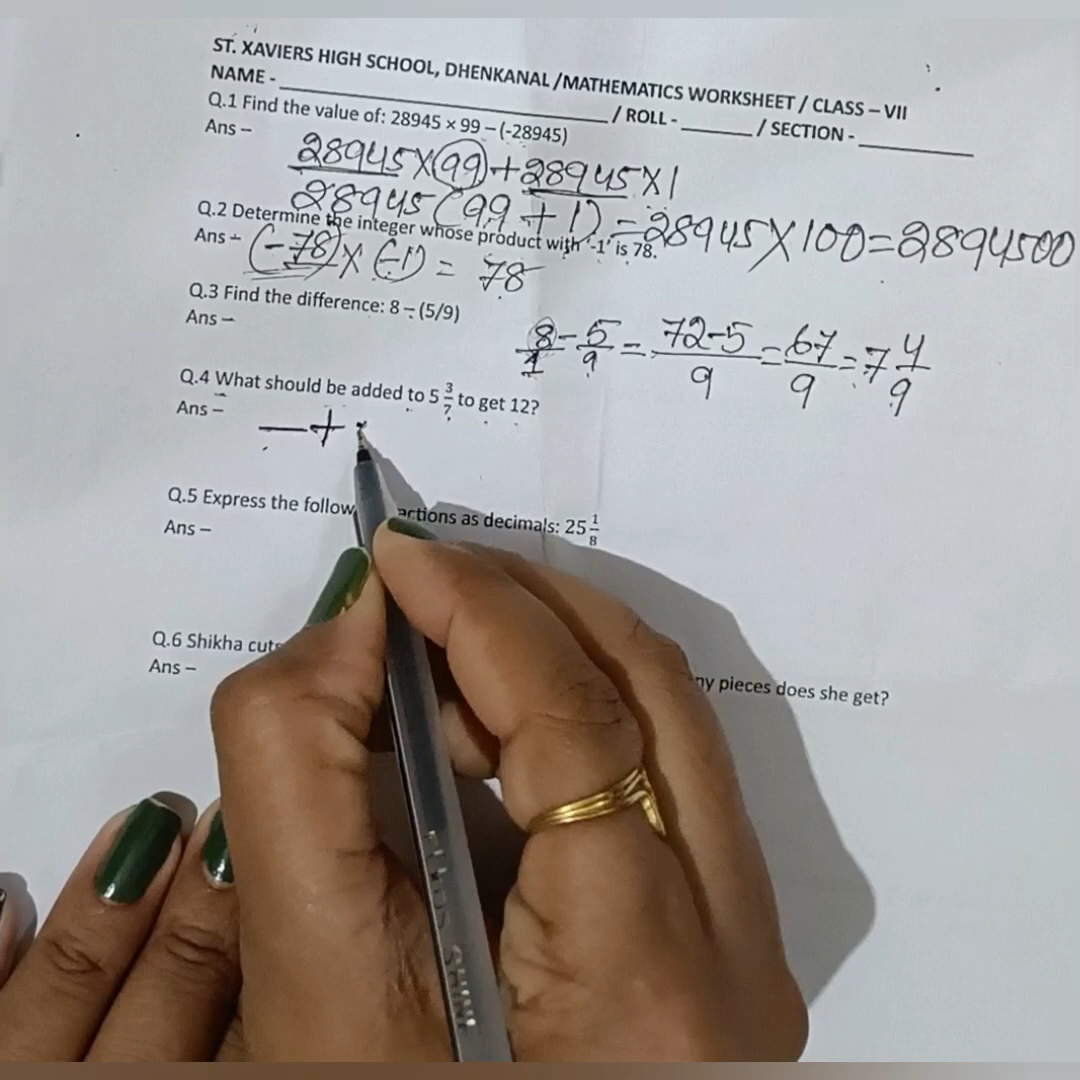 ST. XAVIERS HIGH SCHOOL, DHENKANAL /MATHEMATICS WORKSHEET / CLASS – VII
NAME - ____________ / ROLL - ______ / SECTION - ________
Q.1 Find the value of: 28945 × 99 – (-28945)
Ans –
28945×(99)+28945×1
28945(99+1)=28945×100=2894500
Q.2 Determine the integer whose product with ‘-1’ is 78.
Ans – (-78)×(-1)= 78
Q.3 Find the difference: 8 – (5/9)
Ans –
8/1 - 5/9 = 72-5/9 = 67/9 = 7 4/9
Q.4 What should be added to 5 3/7 to get 12?
Ans –
— +
Q.5 Express the follow actions as decimals: 25 1/8
Ans –
Q.6 Shikha cuts ny pieces does she get?
Ans –